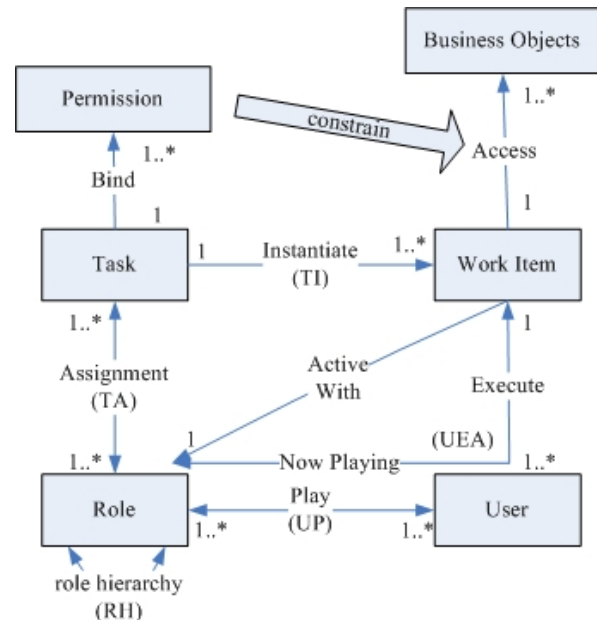 Business Objects
Permission
1..*
constrain
1..*
Access
Bind
1
1
Task
1
Instantiate
(TI)
1..*
Work Item
1..*
1
Active
With
Assignment
(TA)
Execute
1
(UEA)
1..*
Now Playing
1..*
Role
Play
(UP)
1..*
1..*
User
role hierarchy
(RH)